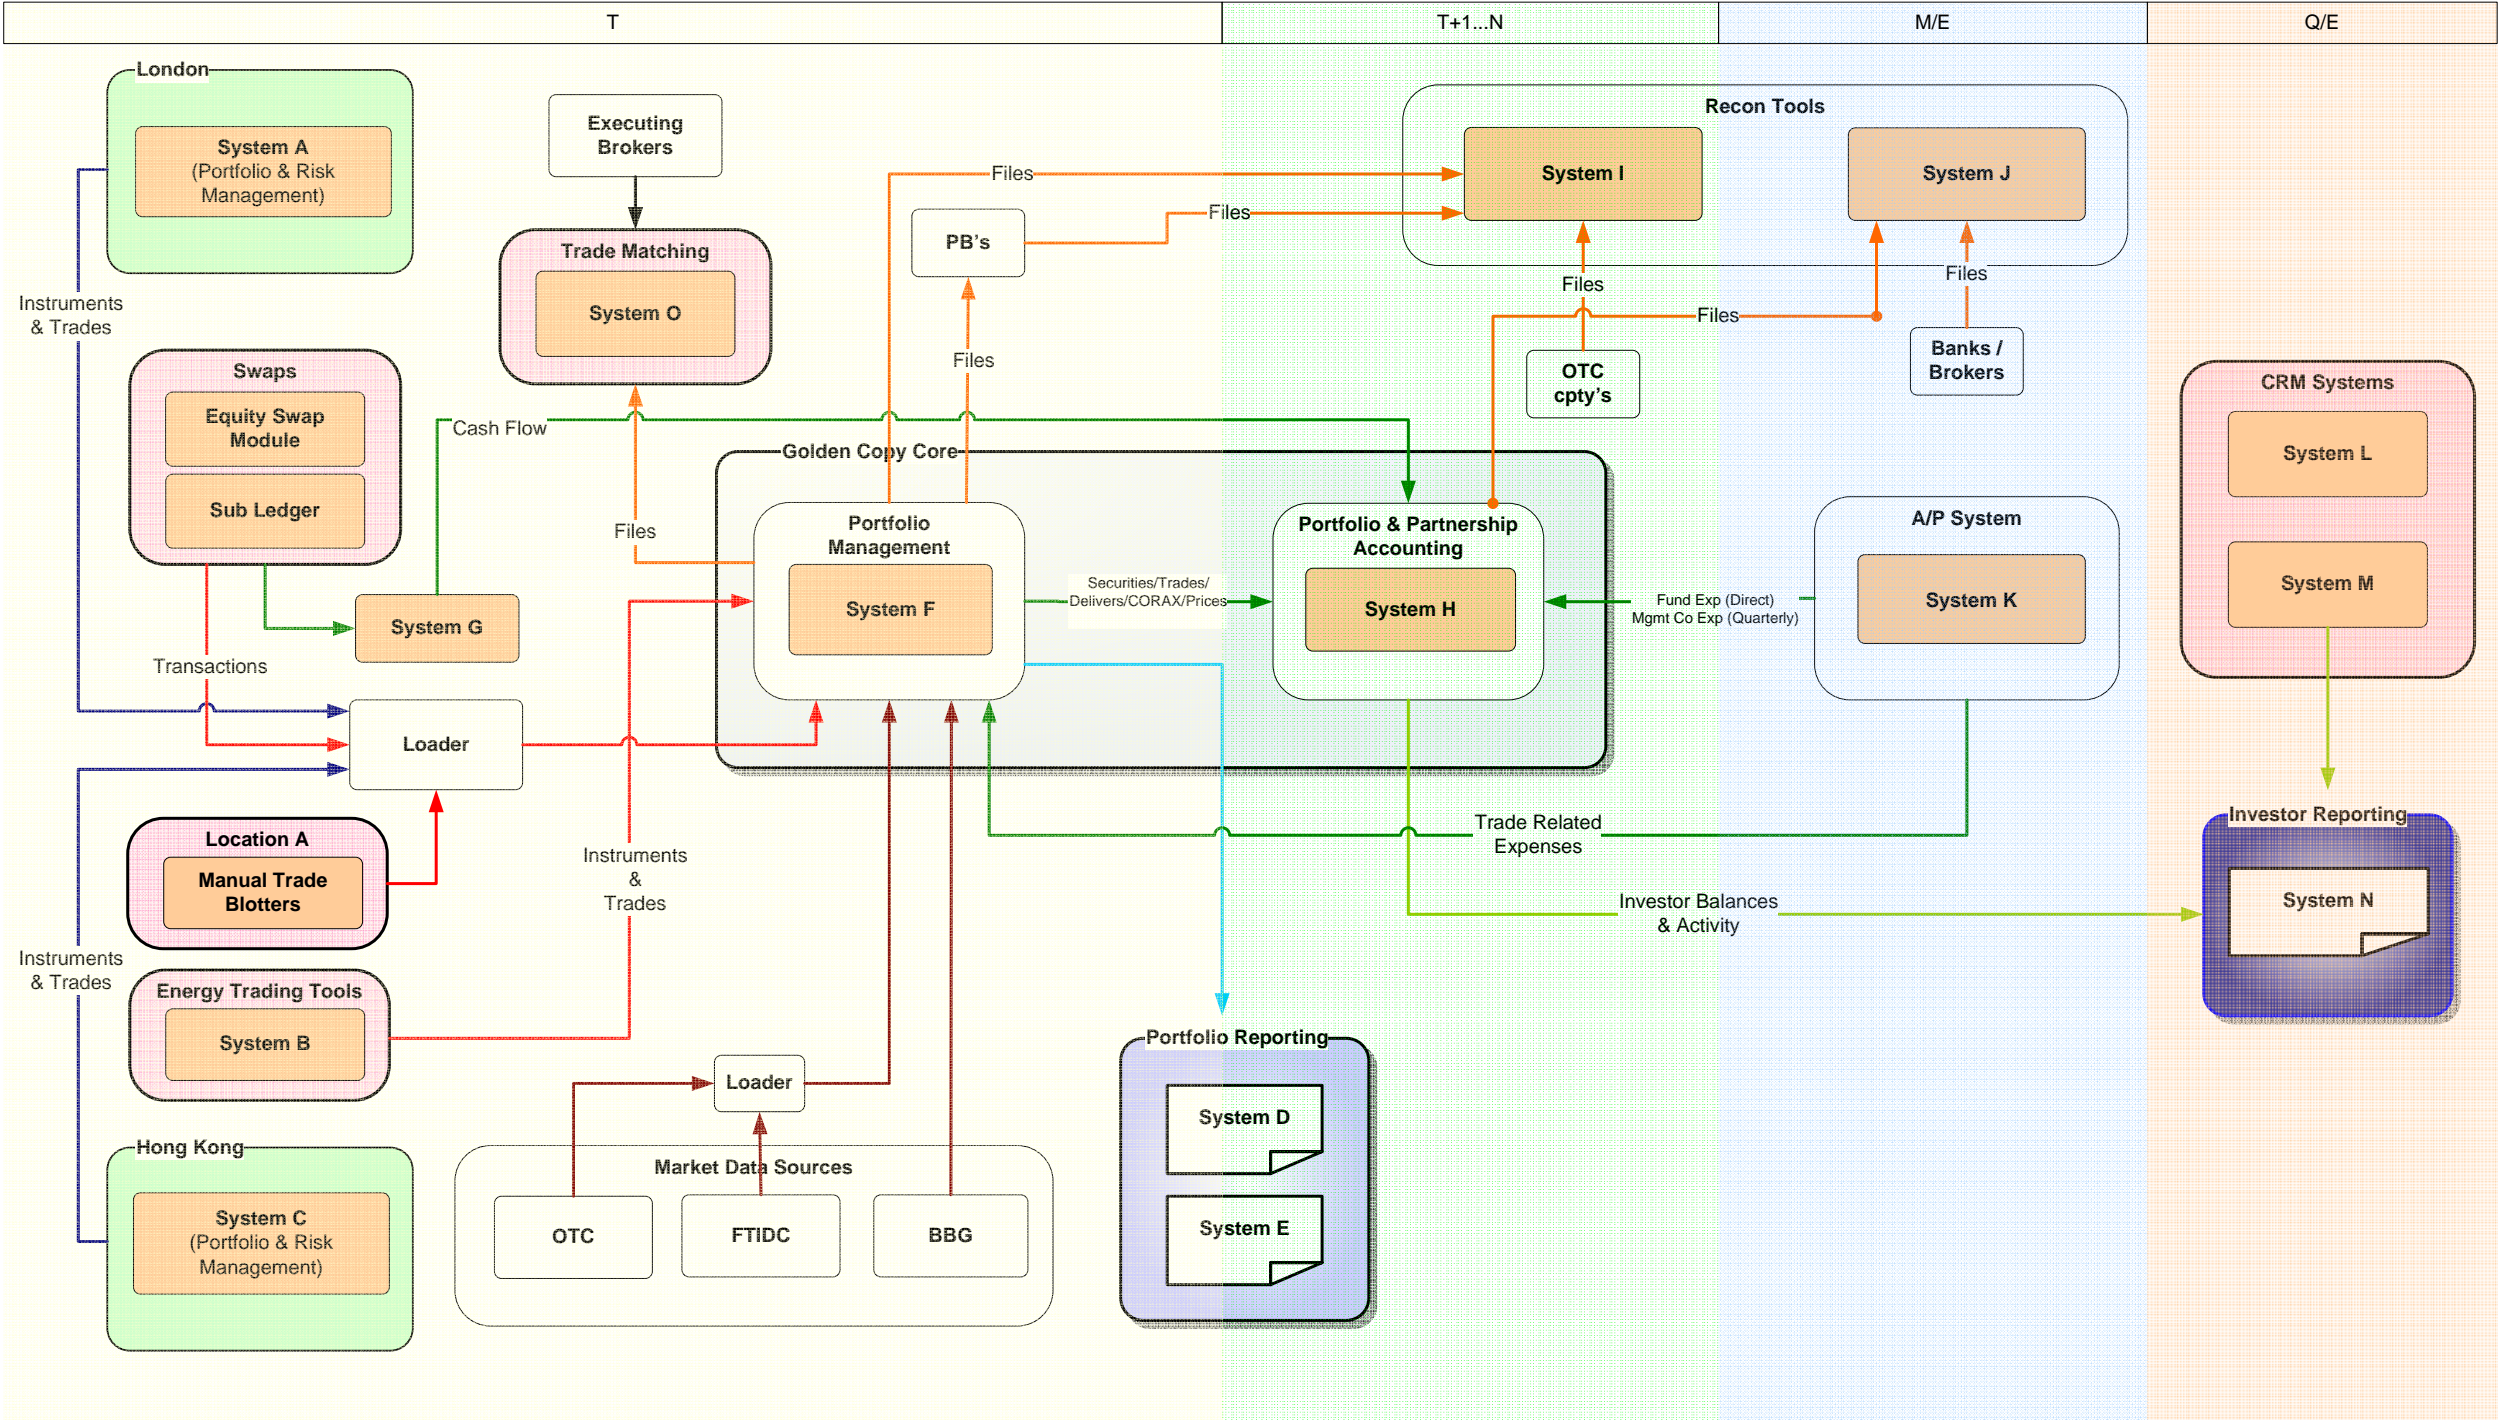 T
T+1...N
M/E
Q/E
London
System A
(Portfolio & Risk
Management)
Instruments
& Trades
Executing
Brokers
Trade Matching
System O
PB's
Files
Files
Files
Files
Recon Tools
System I
System J
Files
Files
Files
OTC
cpty's
Banks /
Brokers
Swaps
Equity Swap
Module
Sub Ledger
Cash Flow
System G
Transactions
Golden Copy Core
Portfolio
Management
System F
Securities/Trades/
Delivers/CORAX/Prices
Portfolio & Partnership
Accounting
System H
Fund Exp (Direct)
Mgmt Co Exp (Quarterly)
A/P System
System K
CRM Systems
System L
System M
Loader
Location A
Manual Trade
Blotters
Instruments
&
Trades
Trade Related
Expenses
Investor Balances
& Activity
Investor Reporting
System N
Instruments
& Trades
Energy Trading Tools
System B
Hong Kong
System C
(Portfolio & Risk
Management)
Loader
Market Data Sources
OTC
FTIDC
BBG
Portfolio Reporting
System D
System E